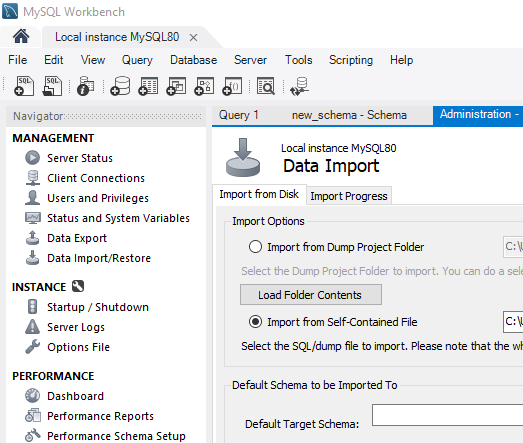 MySQL Workbench
Local instance MySQL80 ×
File Edit View Query Database Server Tools Scripting Help
SQL SQL
Navigator
MANAGEMENT
Server Status
Client Connections
Users and Privileges
Status and System Variables
Data Export
Data Import/Restore
INSTANCE
Startup / Shutdown
Server Logs
Options File
PERFORMANCE
Dashboard
Performance Reports
Performance Schema Setup
Query 1 new_schema - Schema Administration -
Local instance MySQL80
Data Import
Import from Disk Import Progress
Import Options
Import from Dump Project Folder C:\
Select the Dump Project Folder to import. You can do a sele
Load Folder Contents
Import from Self-Contained File C:\
Select the SQL/dump file to import. Please note that the wh
Default Schema to be Imported To
Default Target Schema: